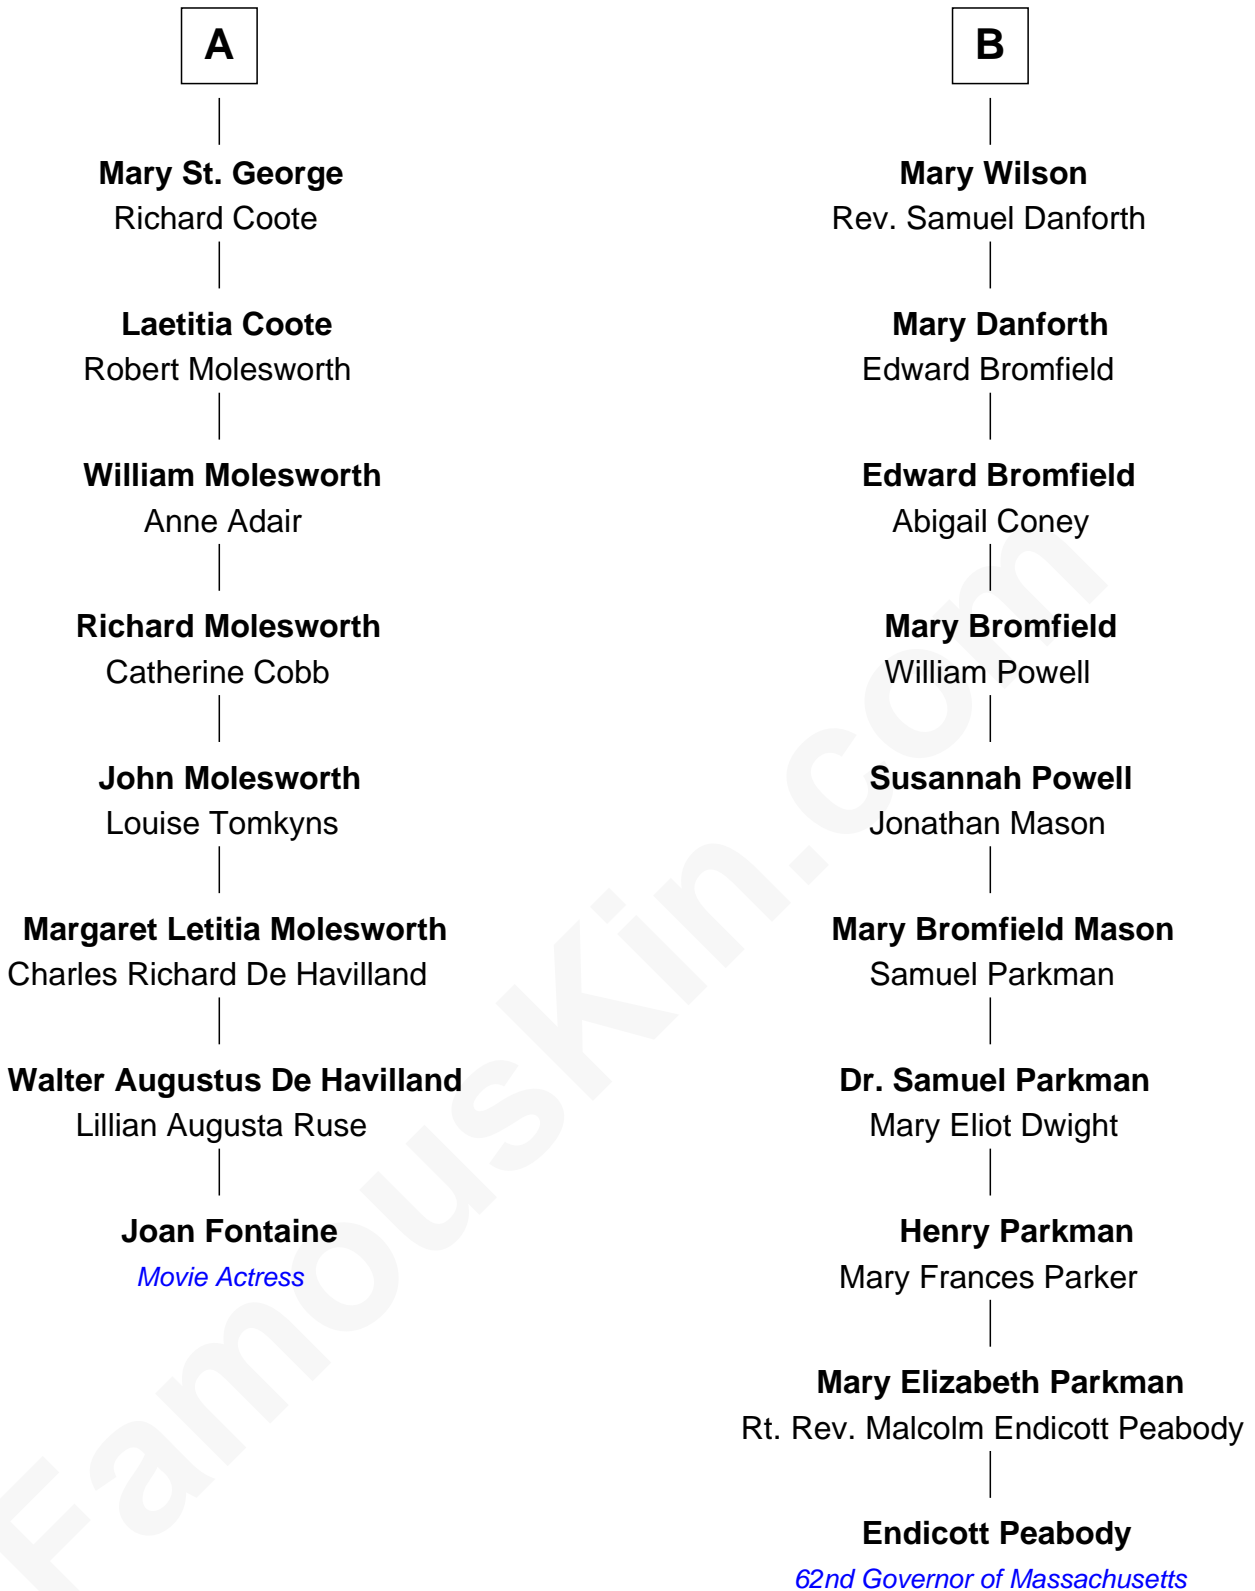 A
Mary St. George
Richard Coote
Laetitia Coote
Robert Molesworth
William Molesworth
Anne Adair
Richard Molesworth
Catherine Cobb
John Molesworth
Louise Tomkyns
Margaret Letitia Molesworth
Charles Richard De Havilland
Walter Augustus De Havilland
Lillian Augusta Ruse
Joan Fontaine
Movie Actress
B
Mary Wilson
Rev. Samuel Danforth
Mary Danforth
Edward Bromfield
Edward Bromfield
Abigail Coney
Mary Bromfield
William Powell
Susannah Powell
Jonathan Mason
Mary Bromfield Mason
Samuel Parkman
Dr. Samuel Parkman
Mary Eliot Dwight
Henry Parkman
Mary Frances Parker
Mary Elizabeth Parkman
Rt. Rev. Malcolm Endicott Peabody
Endicott Peabody
62nd Governor of Massachusetts
FamousKin.com